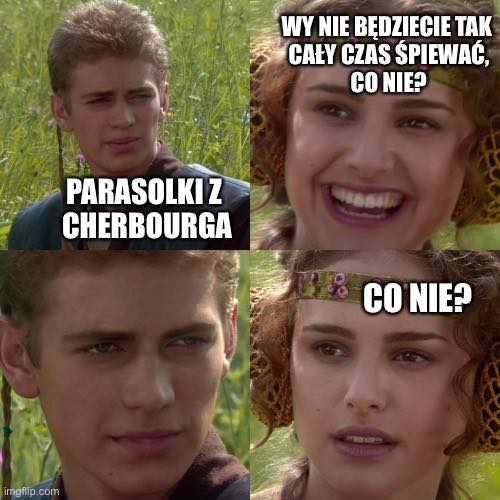 WY NIE BĘDZIECIE TAK
CAŁY CZAS ŚPIEWAĆ,
CO NIE?
PARASOLKI Z
CHERBOURGA
CO NIE?
imgflip.com